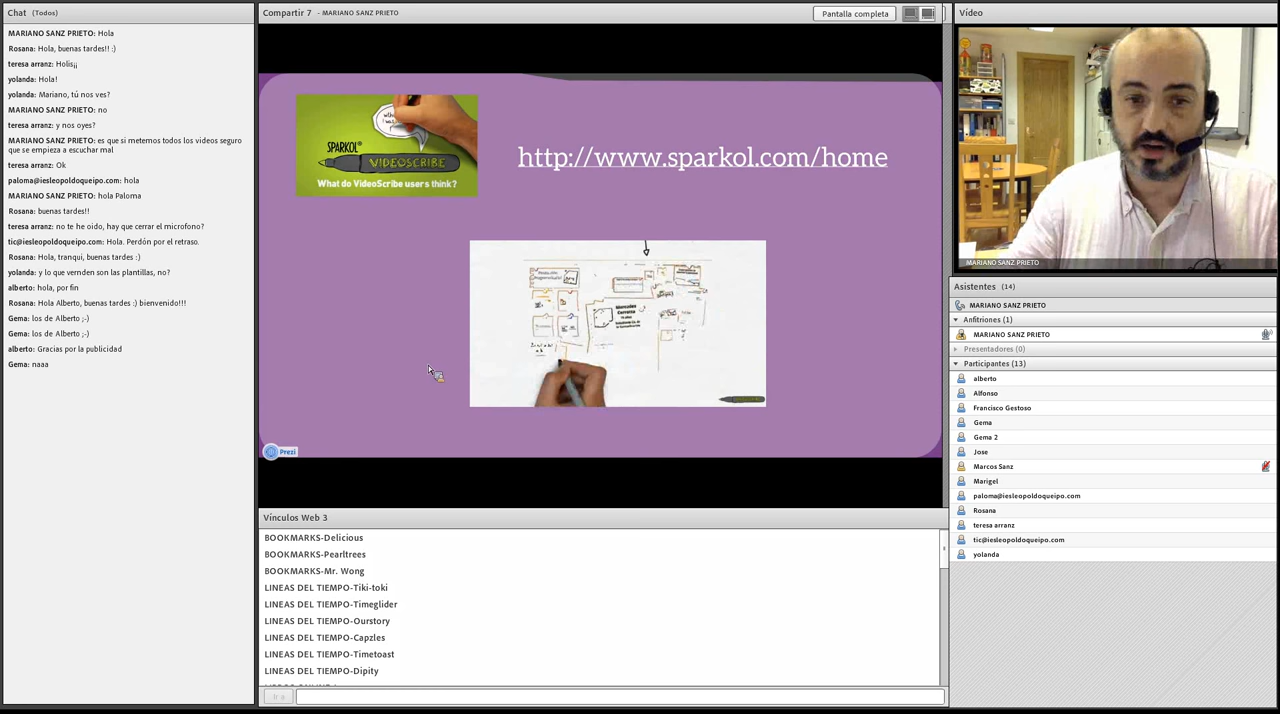 Chat (Todos)
MARIANO SANZ PRIETO: Hola
Rosana: Hola, buenas tardes!! :)
teresa arranz: Holis¡¡
yolanda: Hola!
yolanda: Mariano, tú nos ves?
MARIANO SANZ PRIETO: no
teresa arranz: y nos oyes?
MARIANO SANZ PRIETO: es que si metemos todos los videos seguro
que se empieza a escuchar mal
teresa arranz: Ok
paloma@iesleopoldoqueipo.com: hola
MARIANO SANZ PRIETO: hola Paloma
Rosana: buenas tardes!!
teresa arranz: no te he oido, hay que cerrar el microfono?
tic@iesleopoldoqueipo.com: Hola. Perdón por el retraso.
Rosana: Hola, tranqui, buenas tardes :)
yolanda: y lo que vernden son las plantillas, no?
alberto: hola, por fin
Rosana: Hola Alberto, buenas tardes :) bienvenido!!!
Gema: los de Alberto ;-)
Gema: los de Alberto ;-)
alberto: Gracias por la publicidad
Gema: naaa
Compartir 7 - MARIANO SANZ PRIETO
Pantalla completa
SPARKOL®
VIDEOSCRIBE
What do VideoScribe users think?
http://www.sparkol.com/home
Prezi
Vínculos Web 3
BOOKMARKS-Delicious
BOOKMARKS-Pearltrees
BOOKMARKS-Mr. Wong
LINEAS DEL TIEMPO-Tiki-toki
LINEAS DEL TIEMPO-Timeglider
LINEAS DEL TIEMPO-Ourstory
LINEAS DEL TIEMPO-Capzles
LINEAS DEL TIEMPO-Timetoast
LINEAS DEL TIEMPO-Dipity
Ir a
Vídeo
MARIANO SANZ PRIETO
Asistentes (14)
MARIANO SANZ PRIETO
Anfitriones (1)
MARIANO SANZ PRIETO
Presentadores (0)
Participantes (13)
alberto
Alfonso
Francisco Gestoso
Gema
Gema 2
Jose
Marcos Sanz
Marigel
paloma@iesleopoldoqueipo.com
Rosana
teresa arranz
tic@iesleopoldoqueipo.com
yolanda